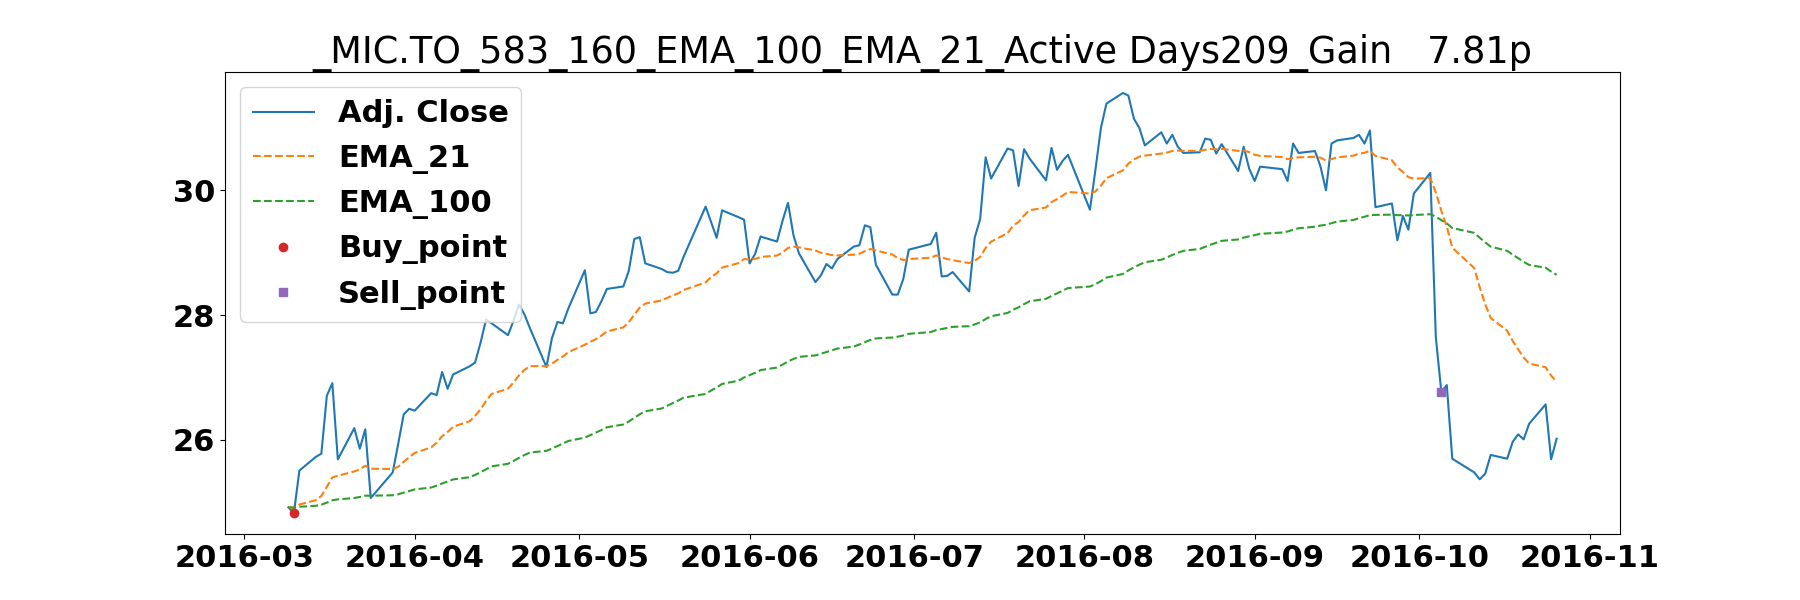 _MIC.TO_583_160_EMA_100_EMA_21_Active Days209_Gain   7.81p
Adj. Close
EMA_21
EMA_100
Buy_point
Sell_point
30
28
26
2016-03 2016-04 2016-05 2016-06 2016-07 2016-08 2016-09 2016-10 2016-11